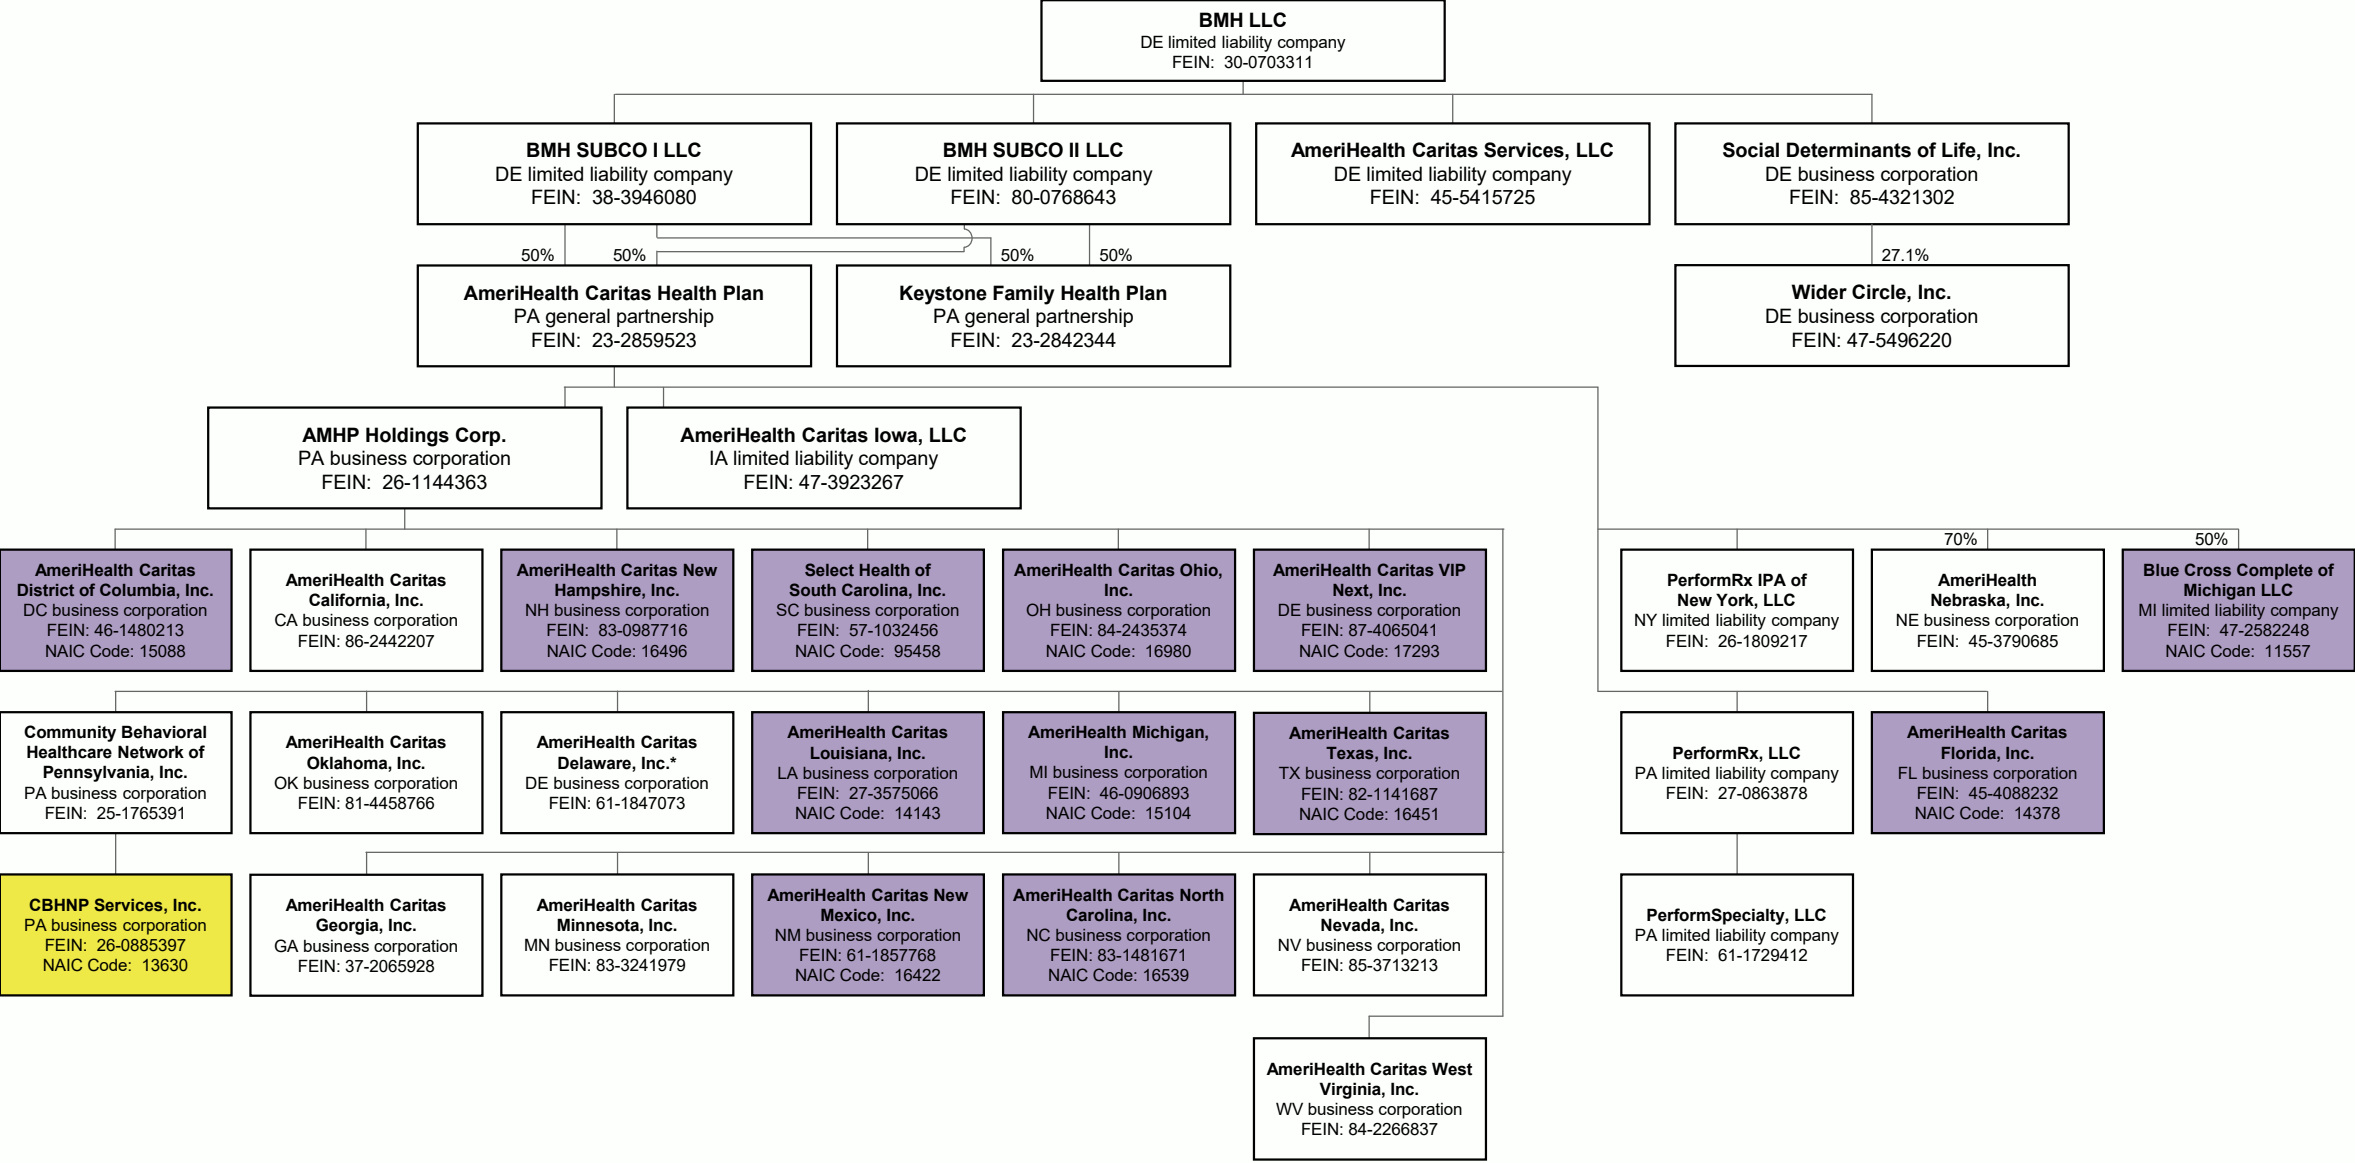 BMH LLC
DE limited liability company
FEIN: 30-0703311
BMH SUBCO I LLC
DE limited liability company
FEIN: 38-3946080
BMH SUBCO II LLC
DE limited liability company
FEIN: 80-0768643
AmeriHealth Caritas Services, LLC
DE limited liability company
FEIN: 45-5415725
Social Determinants of Life, Inc.
DE business corporation
FEIN: 85-4321302
50%
50%
50%
50%
27.1%
AmeriHealth Caritas Health Plan
PA general partnership
FEIN: 23-2859523
Keystone Family Health Plan
PA general partnership
FEIN: 23-2842344
Wider Circle, Inc.
DE business corporation
FEIN: 47-5496220
AMHP Holdings Corp.
PA business corporation
FEIN: 26-1144363
AmeriHealth Caritas Iowa, LLC
IA limited liability company
FEIN: 47-3923267
70%
50%
AmeriHealth Caritas
District of Columbia, Inc.
DC business corporation
FEIN: 46-1480213
NAIC Code: 15088
AmeriHealth Caritas
California, Inc.
CA business corporation
FEIN: 86-2442207
AmeriHealth Caritas New
Hampshire, Inc.
NH business corporation
FEIN: 83-0987716
NAIC Code: 16496
Select Health of
South Carolina, Inc.
SC business corporation
FEIN: 57-1032456
NAIC Code: 95458
AmeriHealth Caritas Ohio,
Inc.
OH business corporation
FEIN: 84-2435374
NAIC Code: 16980
AmeriHealth Caritas VIP
Next, Inc.
DE business corporation
FEIN: 87-4065041
NAIC Code: 17293
PerformRx IPA of
New York, LLC
NY limited liability company
FEIN: 26-1809217
AmeriHealth
Nebraska, Inc.
NE business corporation
FEIN: 45-3790685
Blue Cross Complete of
Michigan LLC
MI limited liability company
FEIN: 47-2582248
NAIC Code: 11557
Community Behavioral
Healthcare Network of
Pennsylvania, Inc.
PA business corporation
FEIN: 25-1765391
AmeriHealth Caritas
Oklahoma, Inc.
OK business corporation
FEIN: 81-4458766
AmeriHealth Caritas
Delaware, Inc.*
DE business corporation
FEIN: 61-1847073
AmeriHealth Caritas
Louisiana, Inc.
LA business corporation
FEIN: 27-3575066
NAIC Code: 14143
AmeriHealth Michigan,
Inc.
MI business corporation
FEIN: 46-0906893
NAIC Code: 15104
AmeriHealth Caritas
Texas, Inc.
TX business corporation
FEIN: 82-1141687
NAIC Code: 16451
PerformRx, LLC
PA limited liability company
FEIN: 27-0863878
AmeriHealth Caritas
Florida, Inc.
FL business corporation
FEIN: 45-4088232
NAIC Code: 14378
CBHNP Services, Inc.
PA business corporation
FEIN: 26-0885397
NAIC Code: 13630
AmeriHealth Caritas
Georgia, Inc.
GA business corporation
FEIN: 37-2065928
AmeriHealth Caritas
Minnesota, Inc.
MN business corporation
FEIN: 83-3241979
AmeriHealth Caritas New
Mexico, Inc.
NM business corporation
FEIN: 61-1857768
NAIC Code: 16422
AmeriHealth Caritas North
Carolina, Inc.
NC business corporation
FEIN: 83-1481671
NAIC Code: 16539
AmeriHealth Caritas
Nevada, Inc.
NV business corporation
FEIN: 85-3713213
PerformSpecialty, LLC
PA limited liability company
FEIN: 61-1729412
AmeriHealth Caritas West
Virginia, Inc.
WV business corporation
FEIN: 84-2266837